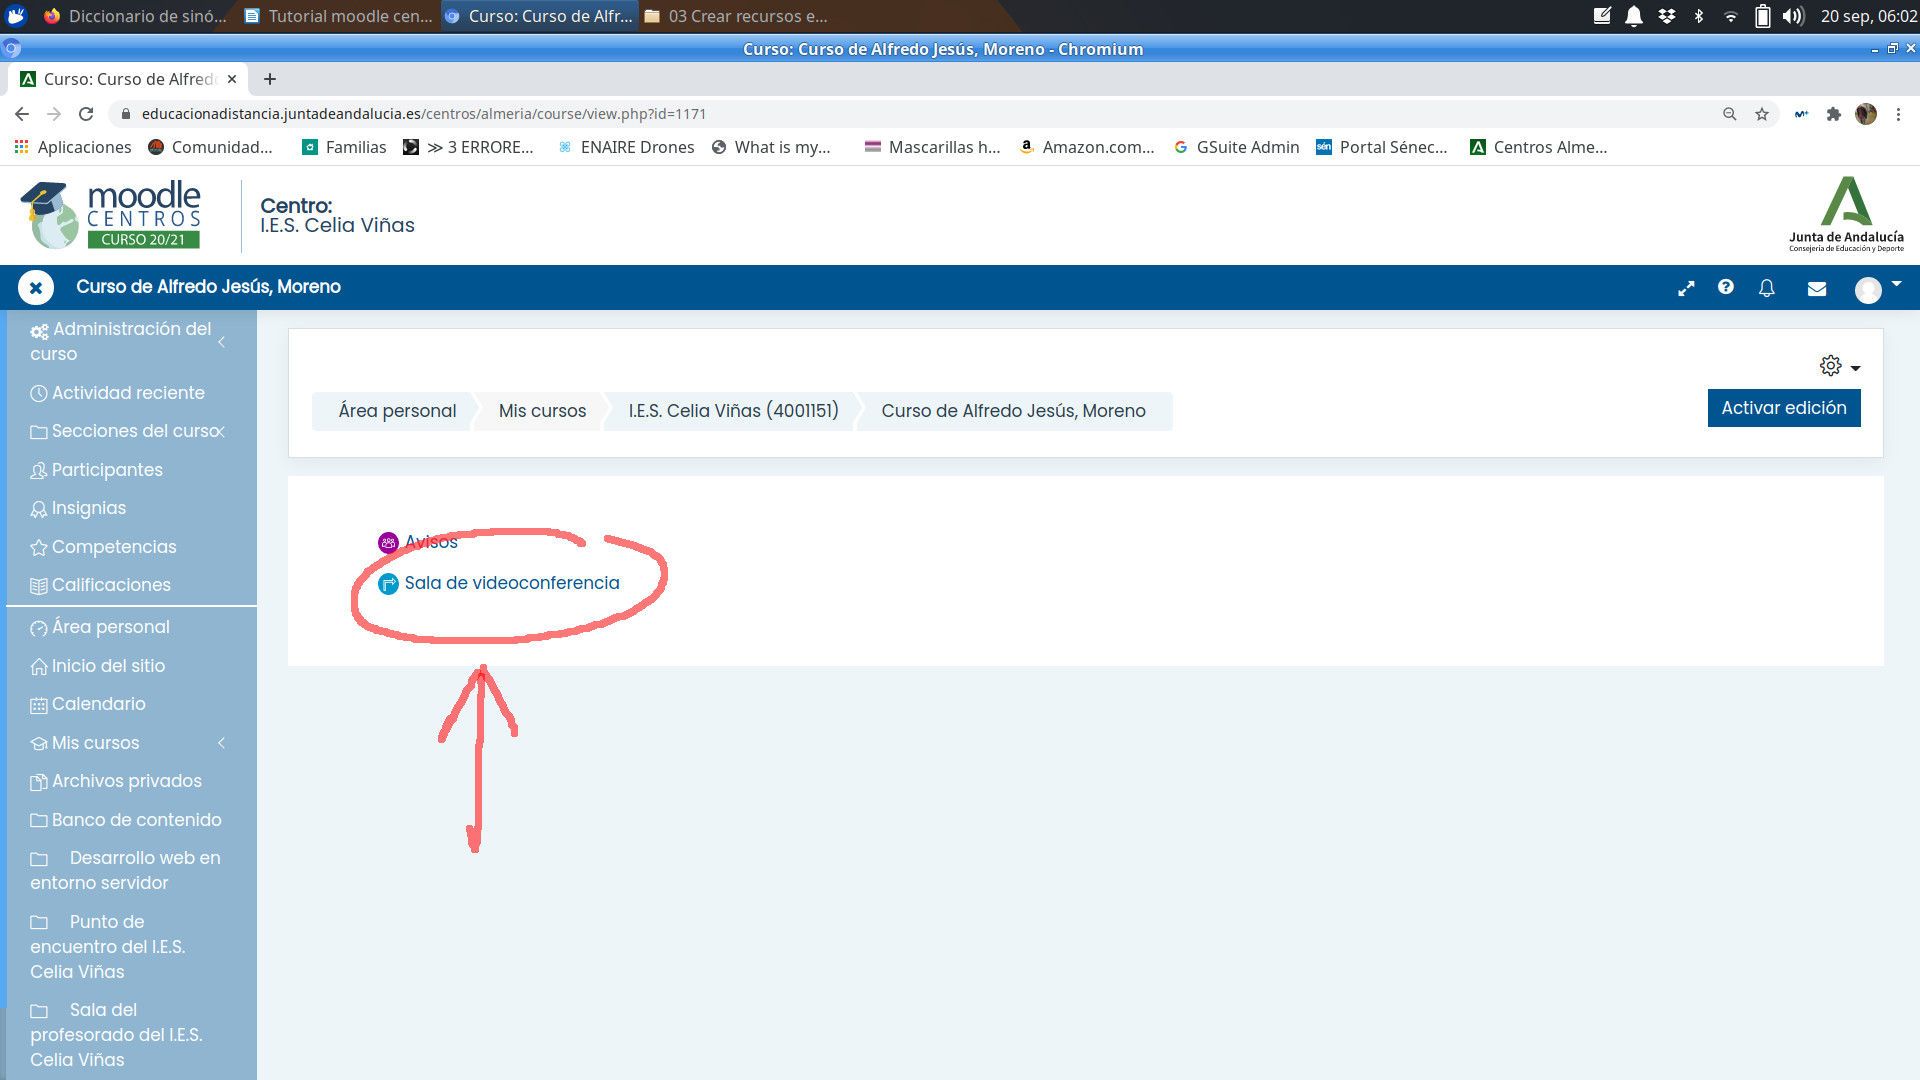 Diccionario de sinó...
Tutorial moodle cen...
Curso: Curso de Alfr...
03 Crear recursos e...
20 sep, 06:02
Curso: Curso de Alfredo Jesús, Moreno - Chromium
Curso: Curso de Alfred
educacionadistancia.juntadeandalucia.es/centros/almeria/course/view.php?id=1171
Aplicaciones
Comunidad...
Familias
≫ 3 ERRORE...
ENAIRE Drones
What is my...
Mascarillas h...
Amazon.com...
GSuite Admin
Portal Sénec...
Centros Alme...
moodle
CENTROS
CURSO 20/21
Centro:
I.E.S. Celia Viñas
Junta de Andalucía
Consejería de Educación y Deporte
Curso de Alfredo Jesús, Moreno
Administración del
curso
Actividad reciente
Secciones del curso
Participantes
Insignias
Competencias
Calificaciones
Área personal
Inicio del sitio
Calendario
Mis cursos
Archivos privados
Banco de contenido
Desarrollo web en
entorno servidor
Punto de
encuentro del I.E.S.
Celia Viñas
Sala del
profesorado del I.E.S.
Celia Viñas
Área personal
Mis cursos
I.E.S. Celia Viñas (4001151)
Curso de Alfredo Jesús, Moreno
Activar edición
Avisos
Sala de videoconferencia